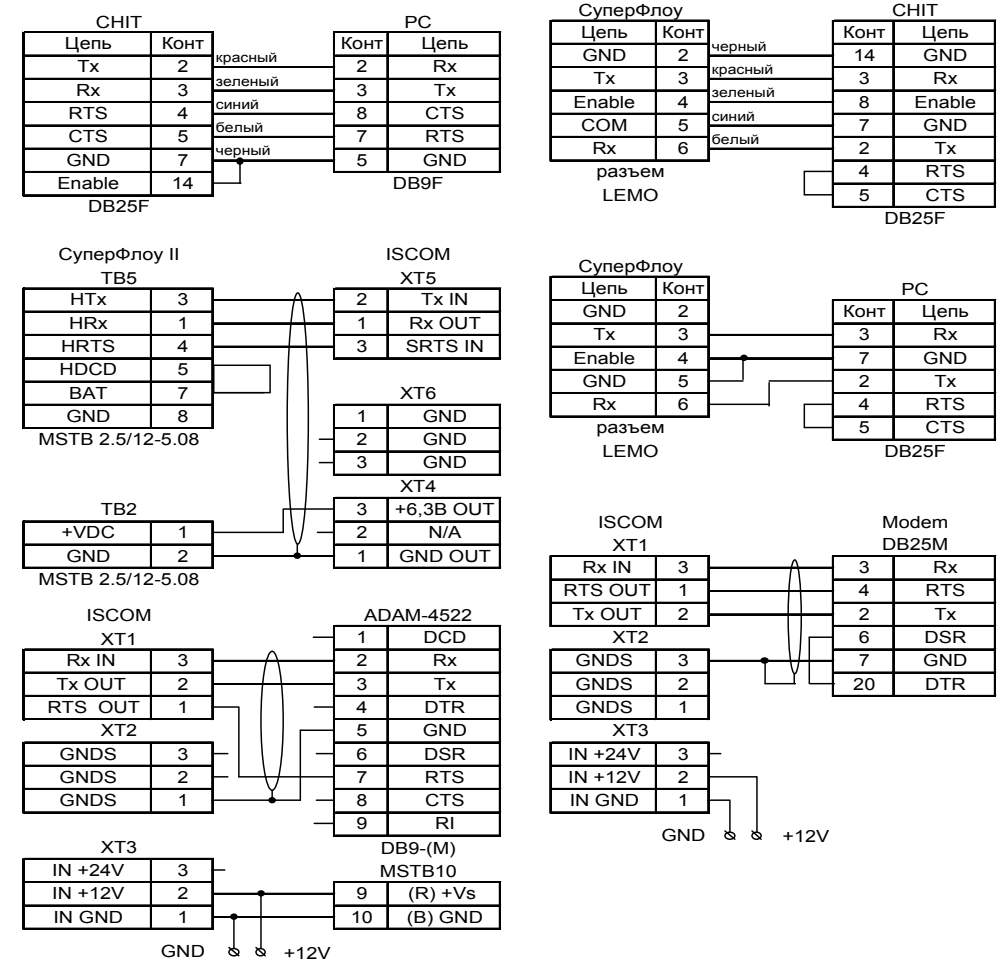 CHIT PC
Цепь Конт Конт Цепь
Tx 2 красный 2 Rx
Rx 3 зеленый 3 Tx
RTS 4 синий 8 CTS
CTS 5 белый 7 RTS
GND 7 черный 5 GND
Enable 14 DB9F
DB25F
СуперФлоу II ISCOM
TB5 XT5
HTx 3 2 Tx IN
HRx 1 1 Rx OUT
HRTS 4 3 SRTS IN
HDCD 5
BAT 7 XT6
GND 8 1 GND
MSTB 2.5/12-5.08 2 GND
3 GND
XT4
TB2 3 +6,3В OUT
+VDC 1 2 N/A
GND 2 1 GND OUT
MSTB 2.5/12-5.08
ISCOM ADAM-4522
XT1 1 DCD
Rx IN 3 2 Rx
Tx OUT 2 3 Tx
RTS OUT 1 4 DTR
XT2 5 GND
GNDS 3 6 DSR
GNDS 2 7 RTS
GNDS 1 8 CTS
9 RI
XT3 DB9-(M)
IN +24V 3 MSTB10
IN +12V 2 9 (R) +Vs
IN GND 1 10 (B) GND
GND +12V
СуперФлоу CHIT
Цепь Конт Конт Цепь
GND 2 черный 14 GND
Tx 3 красный 3 Rx
Enable 4 зеленый 8 Enable
COM 5 синий 7 GND
Rx 6 белый 2 Tx
разъем 4 RTS
LEMO 5 CTS
DB25F
СуперФлоу
Цепь Конт PC
GND 2 Конт Цепь
Tx 3 3 Rx
Enable 4 7 GND
GND 5 2 Tx
Rx 6 4 RTS
разъем 5 CTS
LEMO DB25F
ISCOM Modem
XT1 DB25M
Rx IN 3 3 Rx
RTS OUT 1 4 RTS
Tx OUT 2 2 Tx
XT2 6 DSR
GNDS 3 7 GND
GNDS 2 20 DTR
GNDS 1
XT3
IN +24V 3
IN +12V 2
IN GND 1
GND +12V